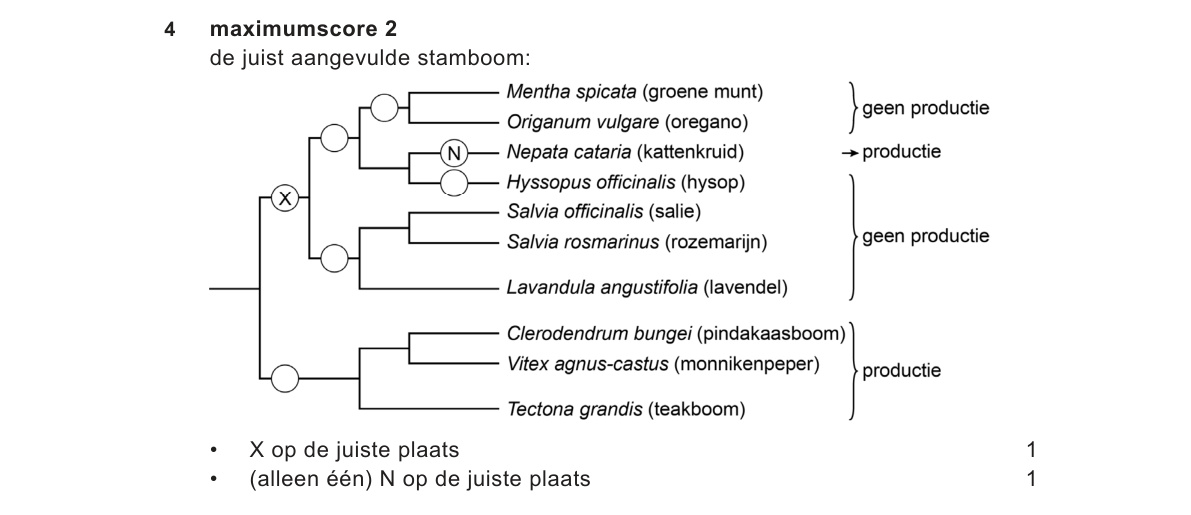 4 maximumscore 2
de juist aangevulde stamboom:
Mentha spicata (groene munt)
geen productie
Origanum vulgare (oregano)
N Nepata cataria (kattenkruid) → productie
Hyssopus officinalis (hysop)
X
Salvia officinalis (salie)
geen productie
Salvia rosmarinus (rozemarijn)
Lavandula angustifolia (lavendel)
Clerodendrum bungei (pindakaasboom)
Vitex agnus-castus (monnikenpeper)
productie
Tectona grandis (teakboom)
• X op de juiste plaats 1
• (alleen één) N op de juiste plaats 1